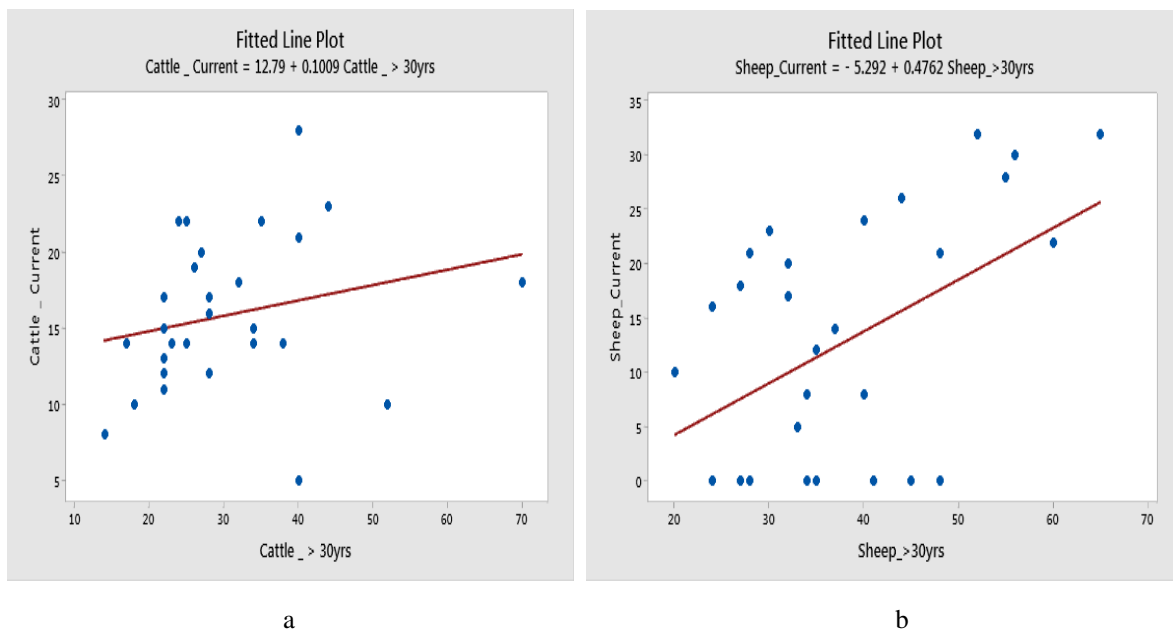 Fitted Line Plot
Cattle _ Current = 12.79 + 0.1009 Cattle _ > 30yrs
30
25
20
15
10
5
Cattle _ Current
10 20 30 40 50 60 70
Cattle _ > 30yrs
a
Fitted Line Plot
Sheep_Current = - 5.292 + 0.4762 Sheep_>30yrs
35
30
25
20
15
10
5
0
Sheep_Current
20 30 40 50 60 70
Sheep_>30yrs
b